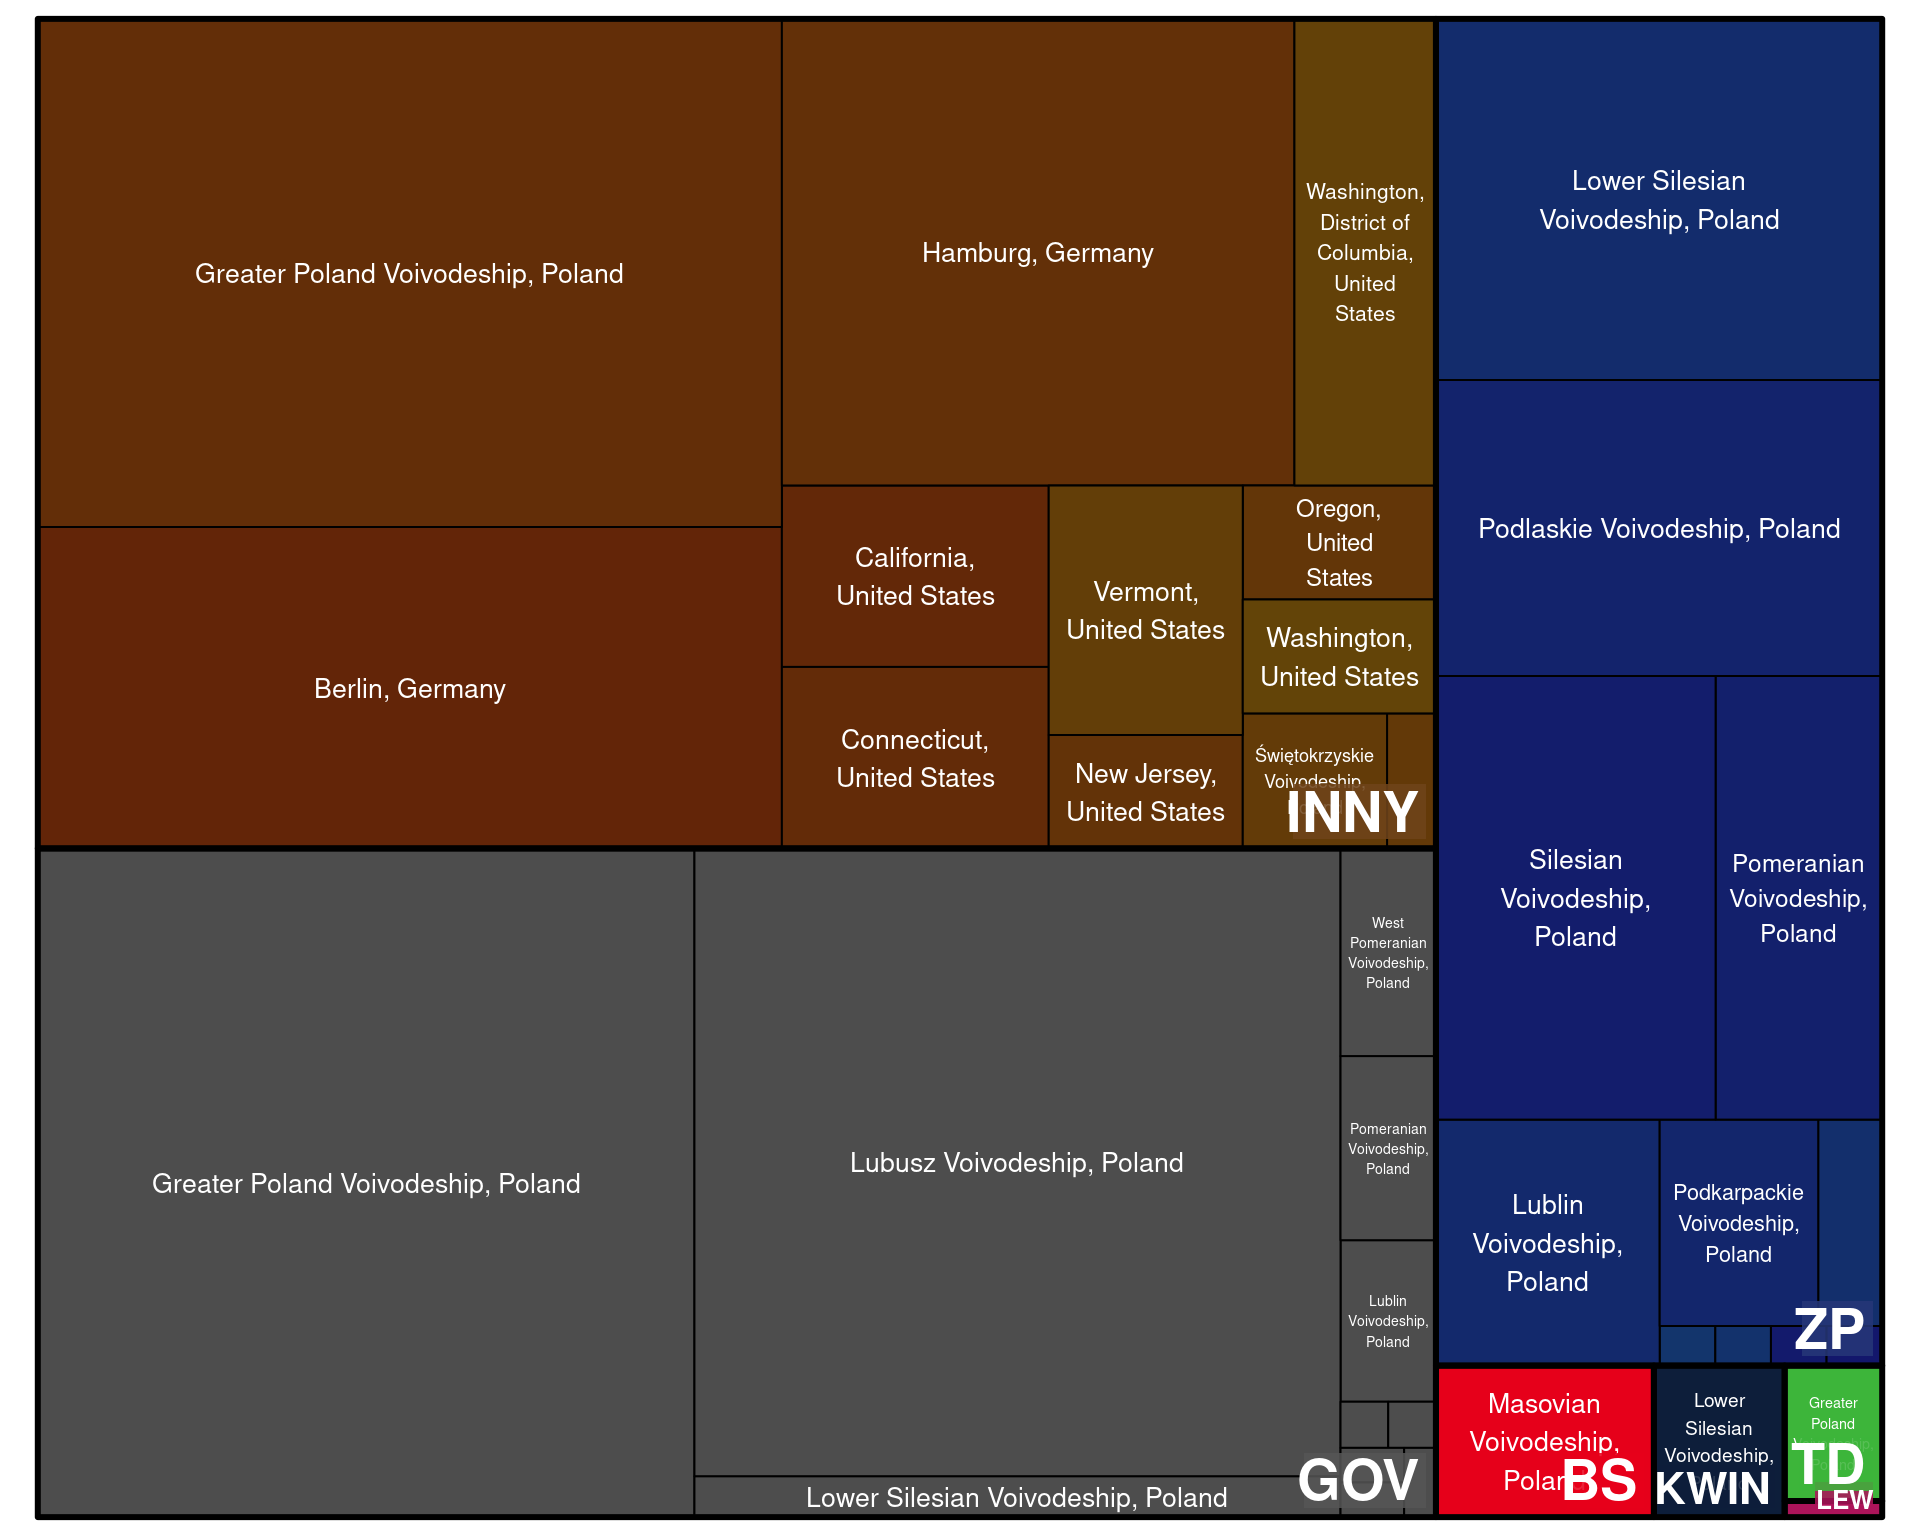 Greater Poland Voivodeship, Poland
Berlin, Germany
Hamburg, Germany
Washington,
District of
Columbia,
United
States
California,
United States
Connecticut,
United States
Vermont,
United States
New Jersey,
United States
Oregon,
United
States
Washington,
United States
Świętokrzyskie
Voivodeship,
INNY
Greater Poland Voivodeship, Poland
Lubusz Voivodeship, Poland
Lower Silesian Voivodeship, Poland
West
Pomeranian
Voivodeship,
Poland
Pomeranian
Voivodeship,
Poland
Lublin
Voivodeship,
Poland
GOV
Lower Silesian
Voivodeship, Poland
Podlaskie Voivodeship, Poland
Silesian
Voivodeship,
Poland
Pomeranian
Voivodeship,
Poland
Lublin
Voivodeship,
Poland
Podkarpackie
Voivodeship,
Poland
ZP
Masovian
Voivodeship,
Poland
BS
Lower
Silesian
Voivodeship,
KWIN
Greater
Poland
TD
LEW